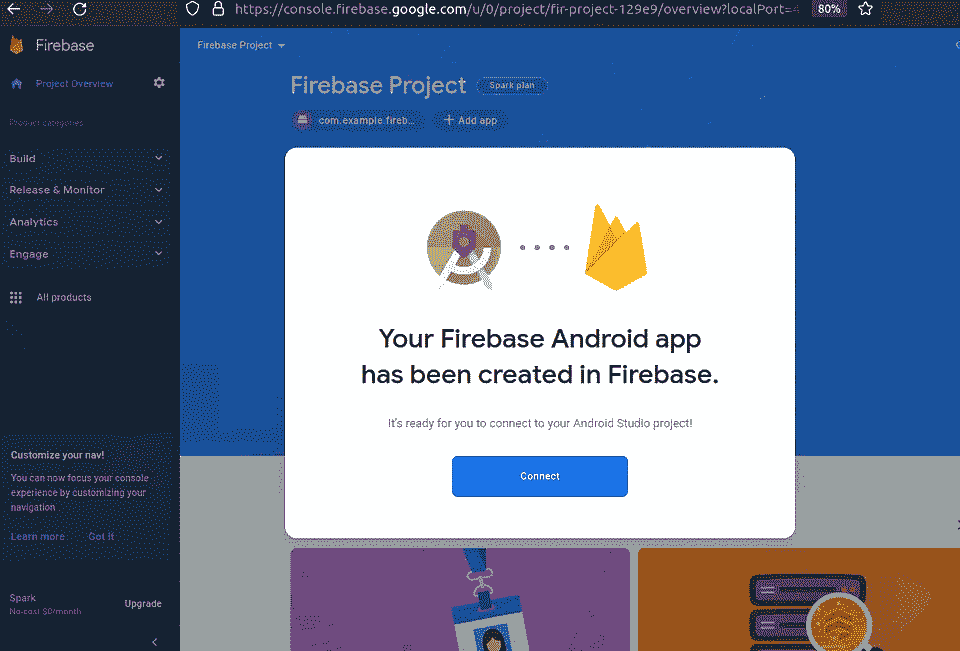 https://console.firebase.google.com/u/0/project/fir-project-129e9/overview?localPort=
80%
Firebase
Firebase Project
Project Overview
Firebase Project
Spark plan
com.example.fireb...
+ Add app
Product categories
Build
Release & Monitor
Analytics
Engage
All products
Your Firebase Android app
has been created in Firebase.
It's ready for you to connect to your Android Studio project!
Connect
Customize your nav!
You can now focus your console
experience by customizing your
navigation
Learn more
Got it
Spark
No-cost $0/month
Upgrade